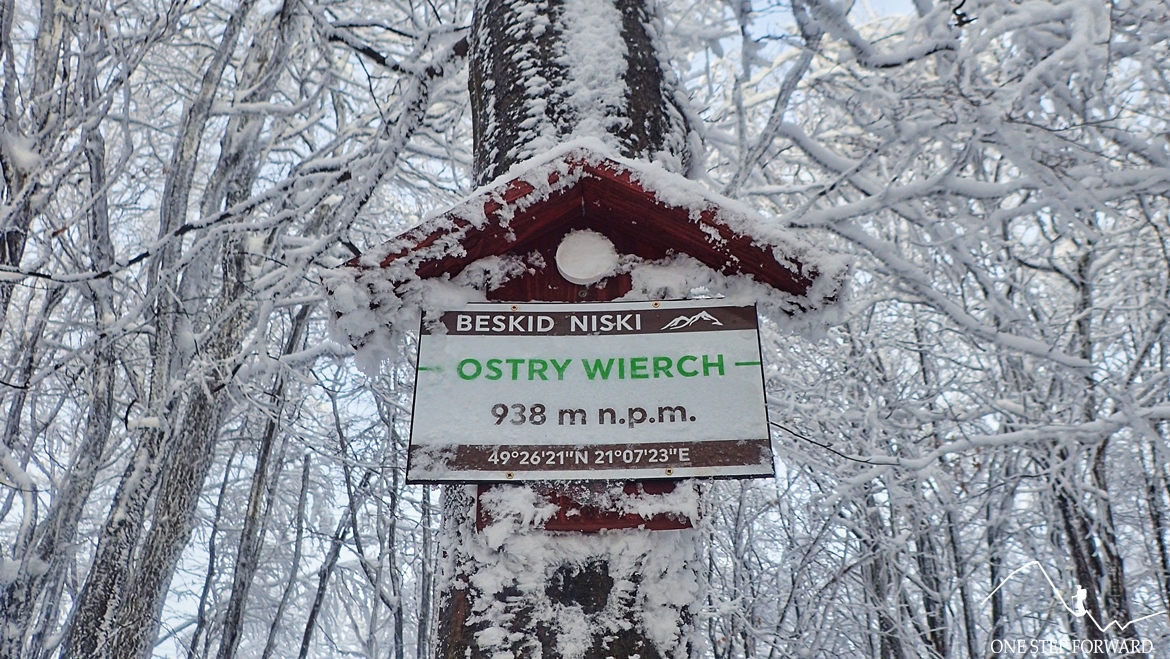 BESKID NISKI
OSTRY WIERCH
938 m n.p.m.
49°26'21"N 21°07'23"E
ONE STEP FORWARD